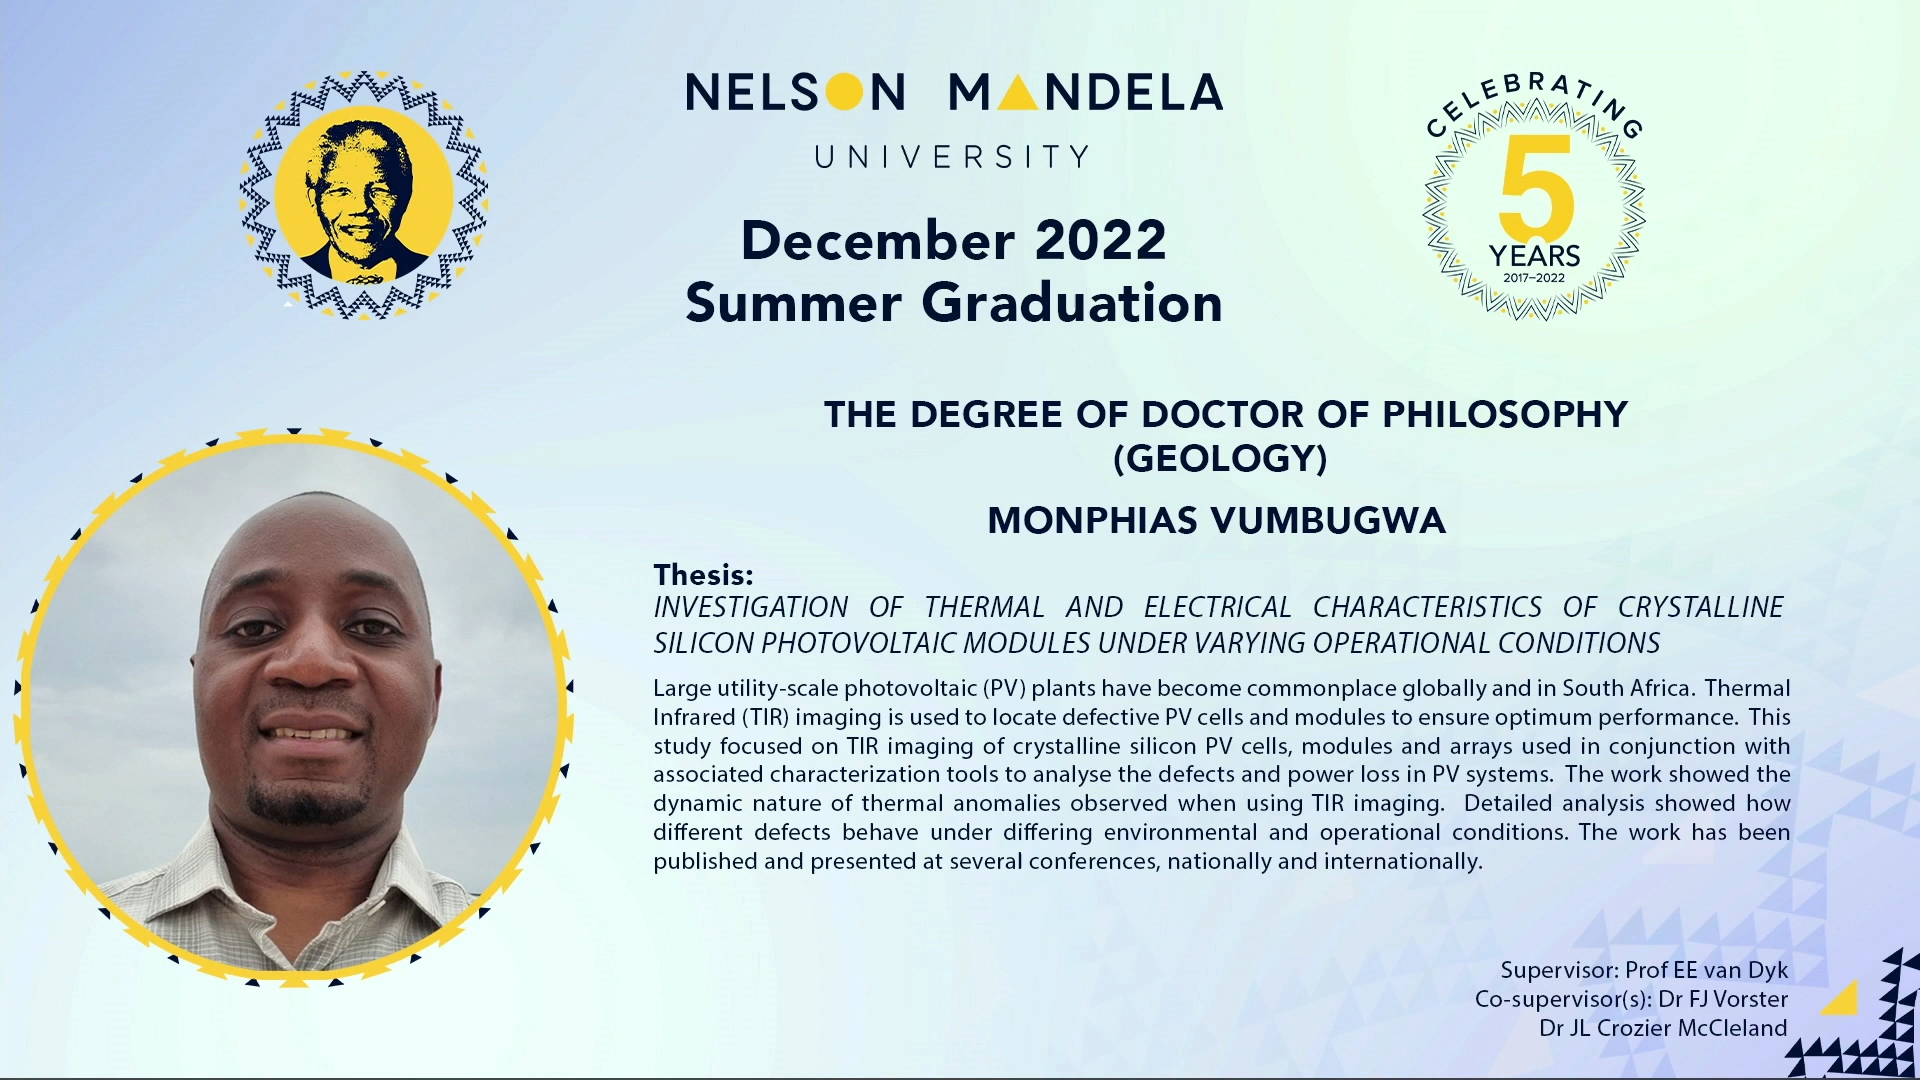 NELSON MANDELA
UNIVERSITY
CELEBRATING
5
YEARS
2017–2022
December 2022
Summer Graduation
THE DEGREE OF DOCTOR OF PHILOSOPHY
(GEOLOGY)
MONPHIAS VUMBUGWA
Thesis:
INVESTIGATION OF THERMAL AND ELECTRICAL CHARACTERISTICS OF CRYSTALLINE
SILICON PHOTOVOLTAIC MODULES UNDER VARYING OPERATIONAL CONDITIONS
Large utility-scale photovoltaic (PV) plants have become commonplace globally and in South Africa. Thermal
Infrared (TIR) imaging is used to locate defective PV cells and modules to ensure optimum performance. This
study focused on TIR imaging of crystalline silicon PV cells, modules and arrays used in conjunction with
associated characterization tools to analyse the defects and power loss in PV systems. The work showed the
dynamic nature of thermal anomalies observed when using TIR imaging. Detailed analysis showed how
different defects behave under differing environmental and operational conditions. The work has been
published and presented at several conferences, nationally and internationally.
Supervisor: Prof EE van Dyk
Co-supervisor(s): Dr FJ Vorster
Dr JL Crozier McCleland